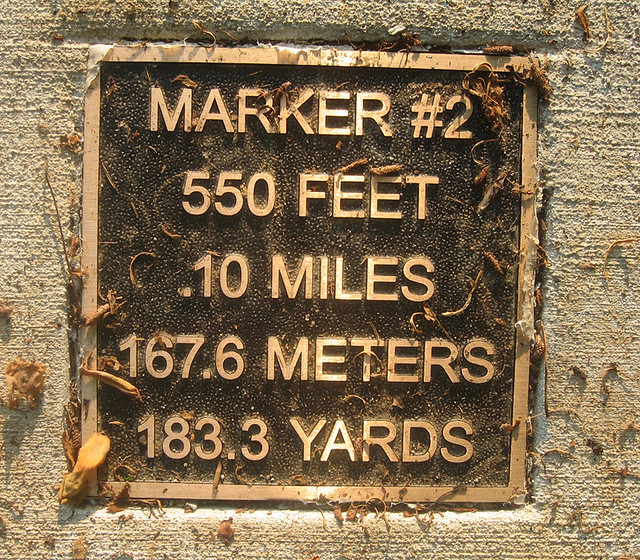 MARKER #2
550 FEET
.10 MILES
167.6 METERS
183.3 YARDS